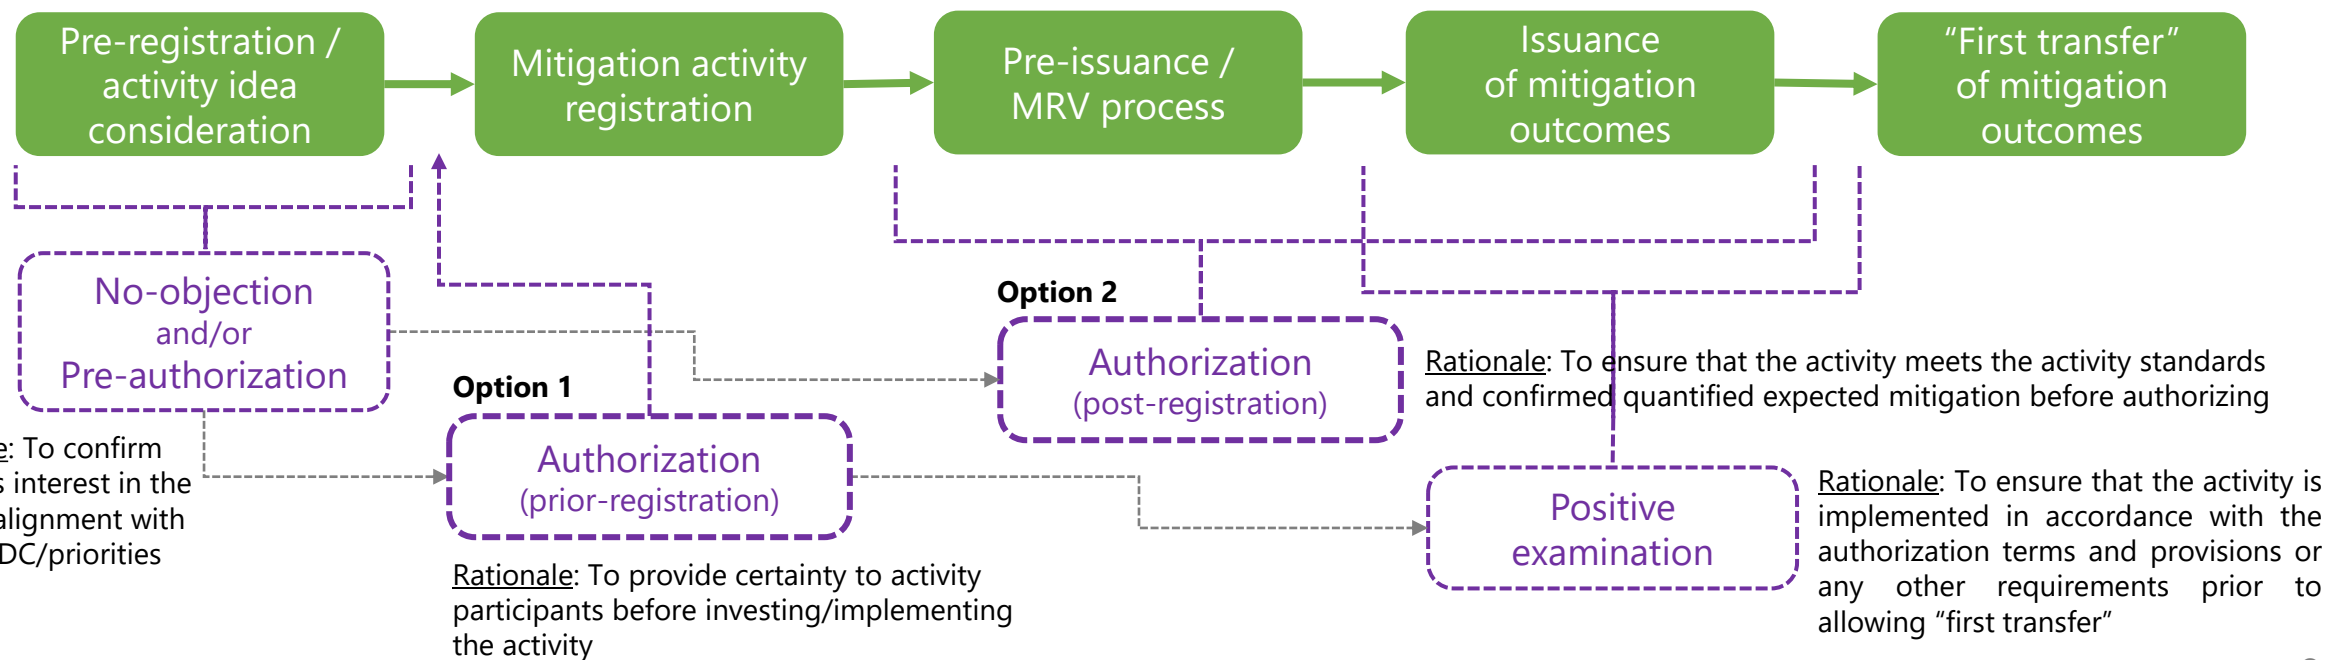 Pre-registration /
activity idea
consideration
Mitigation activity
registration
Pre-issuance /
MRV process
Issuance
of mitigation
outcomes
“First transfer”
of mitigation
outcomes
No-objection
and/or
Pre-authorization
Option 1
Authorization
(prior-registration)
Option 2
Authorization
(post-registration)
Rationale: To ensure that the activity meets the activity standards
and confirmed quantified expected mitigation before authorizing
: To confirm
interest in the
alignment with
DC/priorities
Rationale: To provide certainty to activity
participants before investing/implementing
the activity
Positive
examination
Rationale: To ensure that the activity is
implemented in accordance with the
authorization terms and provisions or
any other requirements prior to
allowing “first transfer”